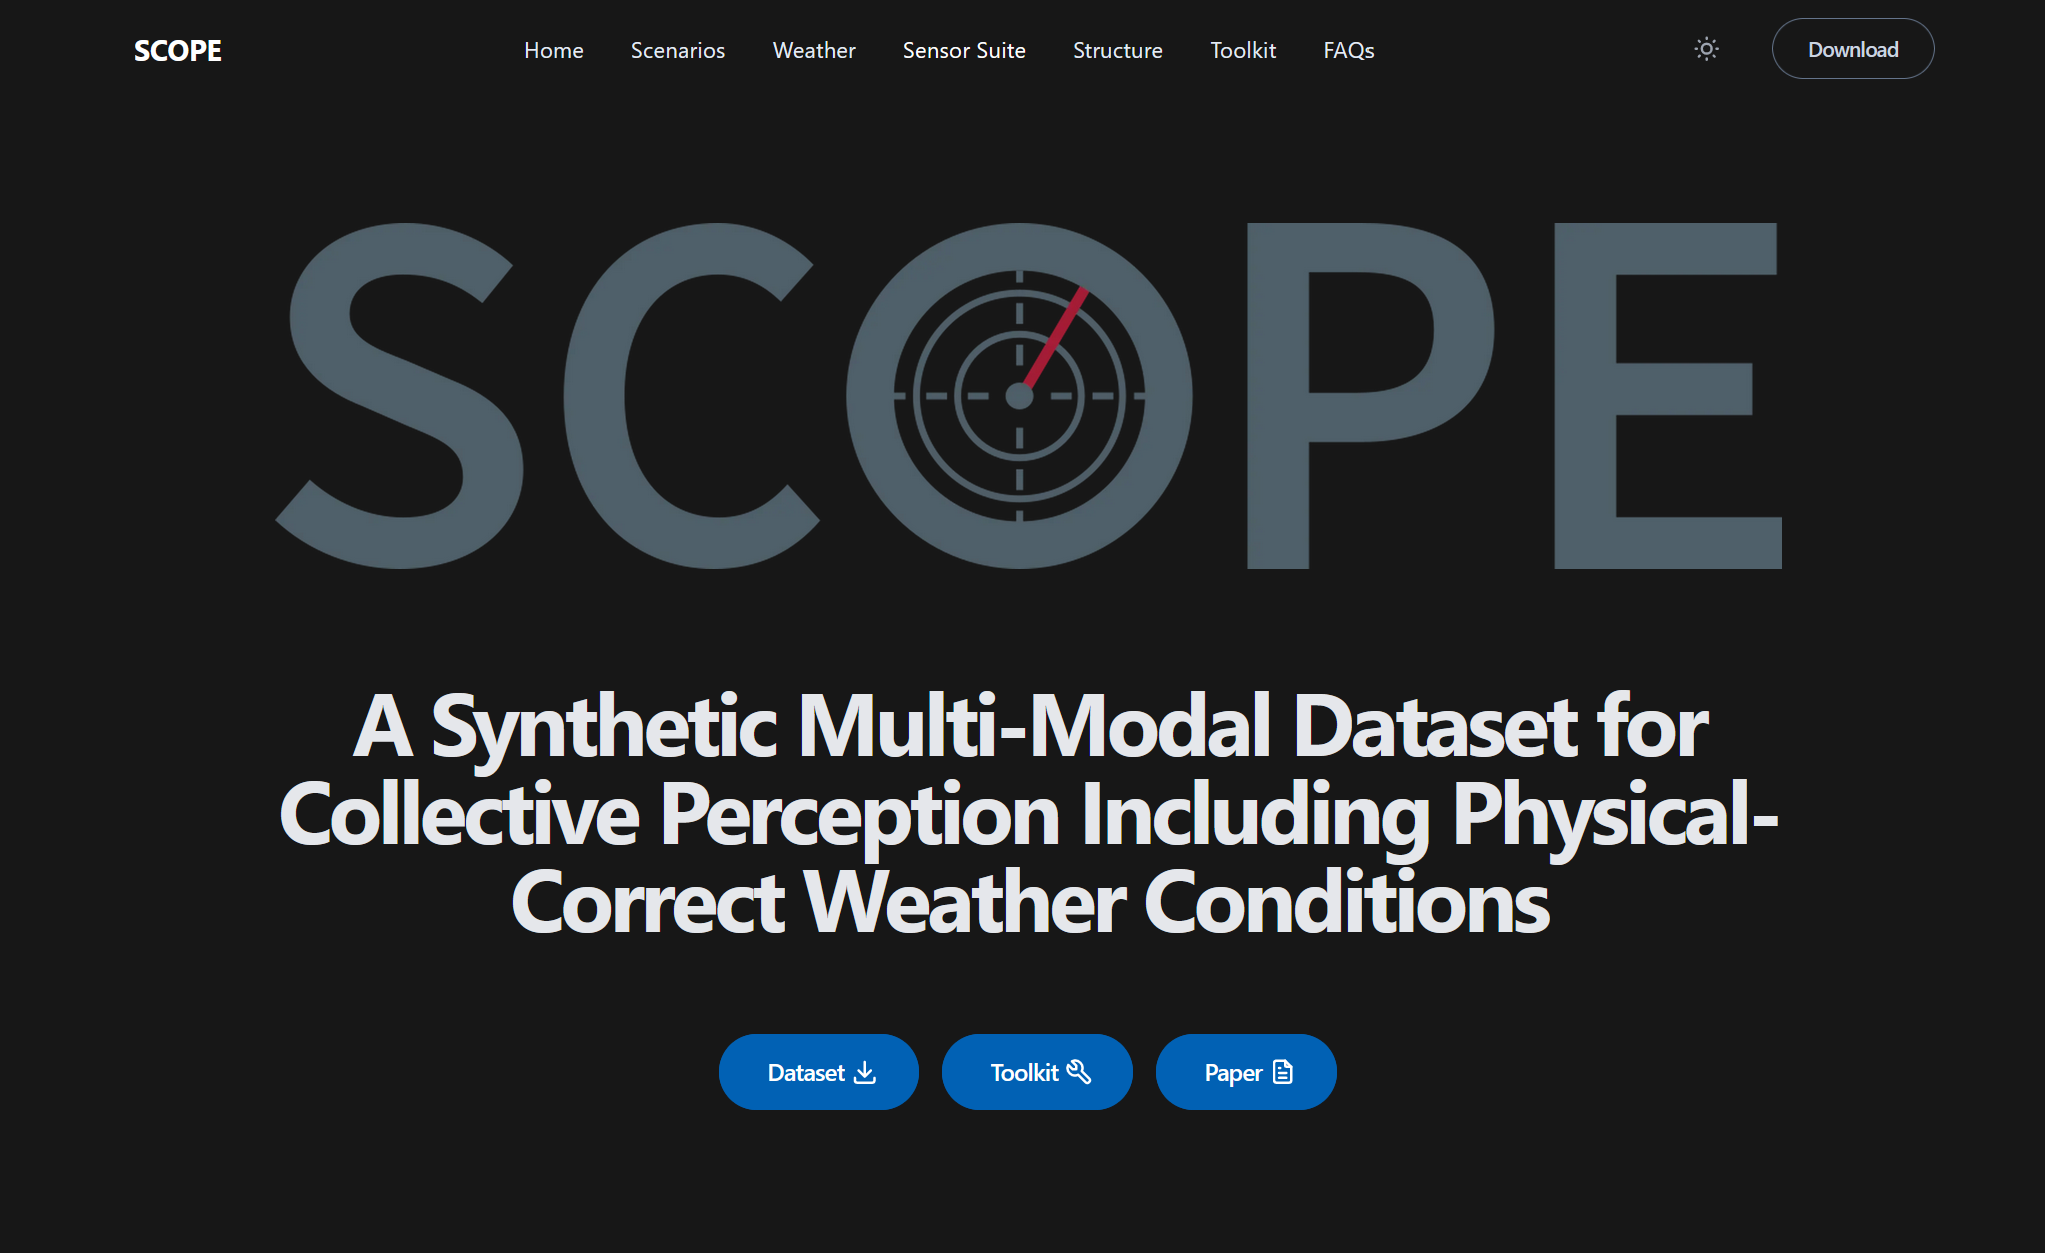 SCOPE
Home Scenarios Weather Sensor Suite Structure Toolkit FAQs
Download
SCOPE
A Synthetic Multi-Modal Dataset for
Collective Perception Including Physical-
Correct Weather Conditions
Dataset
Toolkit
Paper